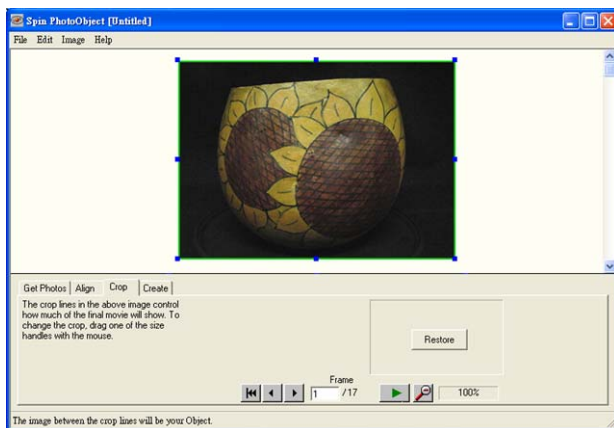 Spin PhotoObject [Untitled]
File Edit Image Help
Get Photos Align Crop Create
The crop lines in the above image control
how much of the final movie will show. To
change the crop, drag one of the size
handles with the mouse.
Restore
Frame
1 /17 100%
The image between the crop lines will be your Object.